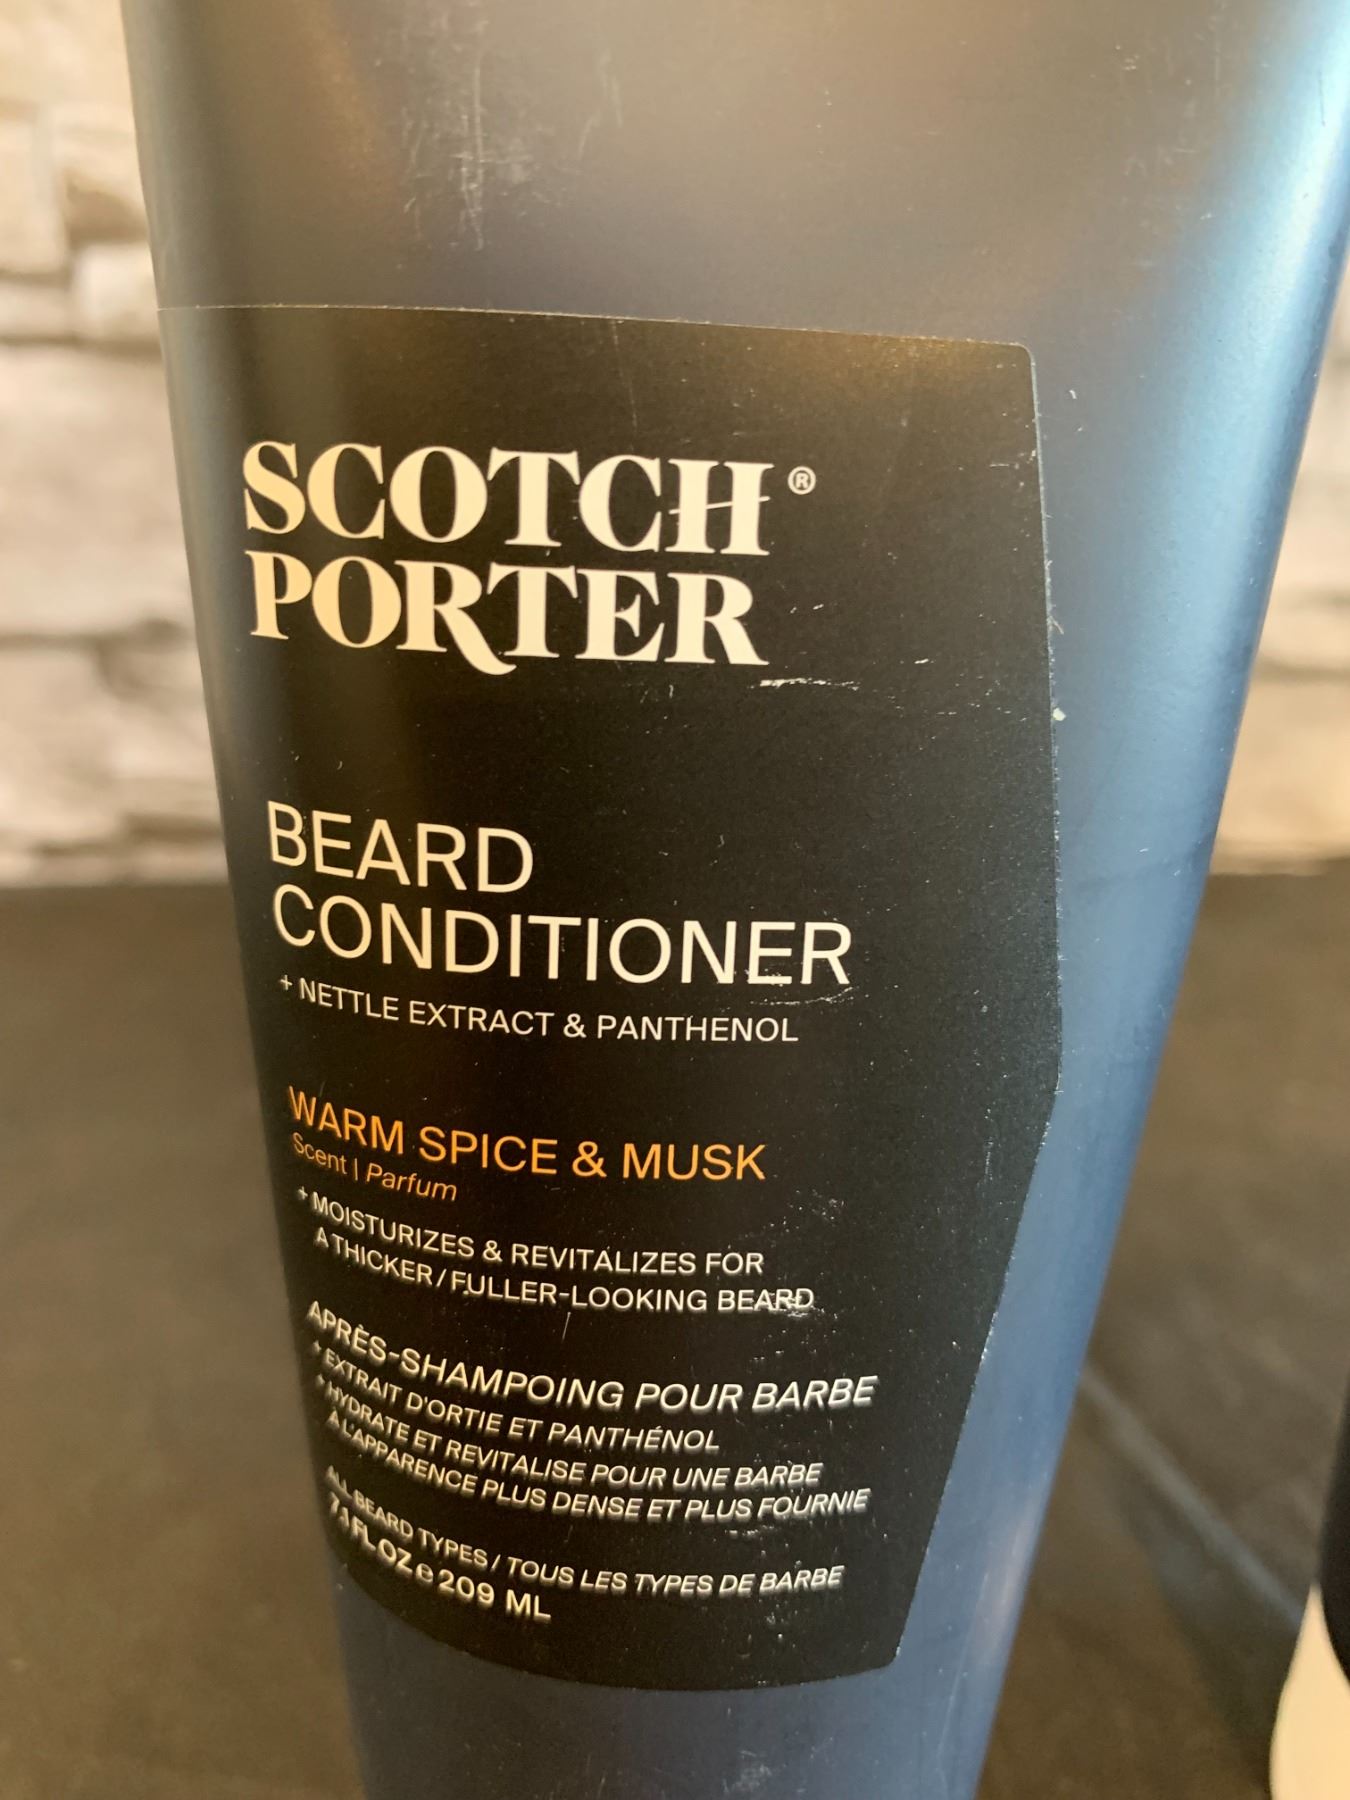 SCOTCH®
PORTER
BEARD
CONDITIONER
+ NETTLE EXTRACT & PANTHENOL
WARM SPICE & MUSK
Scent | Parfum
+ MOISTURIZES & REVITALIZES FOR
A THICKER / FULLER-LOOKING BEARD
APRÈS-SHAMPOING POUR BARBE
+ EXTRAIT D'ORTIE ET PANTHÉNOL
+ HYDRATE ET REVITALISE POUR UNE BARBE
À L'APPARENCE PLUS DENSE ET PLUS FOURNIE
ALL BEARD TYPES / TOUS LES TYPES DE BARBE
7.1 FL OZ e 209 ML